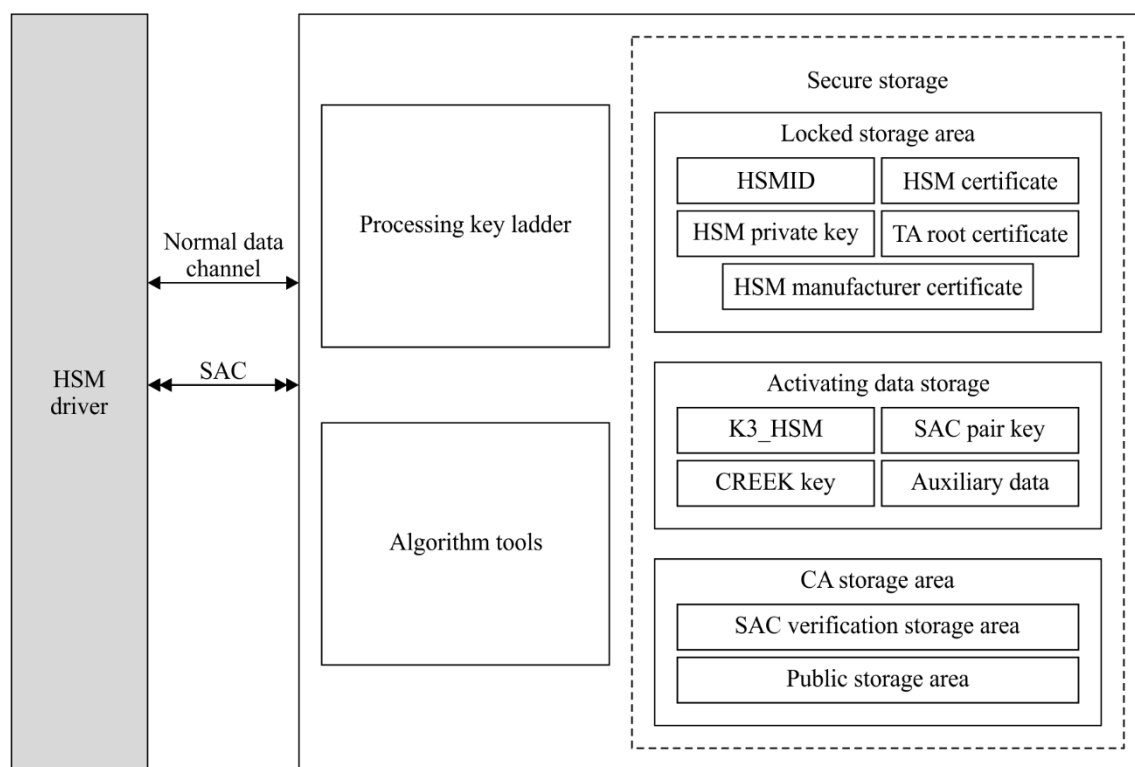 HSM
driver
Normal data
channel
SAC
Processing key ladder
Algorithm tools
Secure storage
Locked storage area
HSMID
HSM certificate
HSM private key
TA root certificate
HSM manufacturer certificate
Activating data storage
K3_HSM
SAC pair key
CREEK key
Auxiliary data
CA storage area
SAC verification storage area
Public storage area